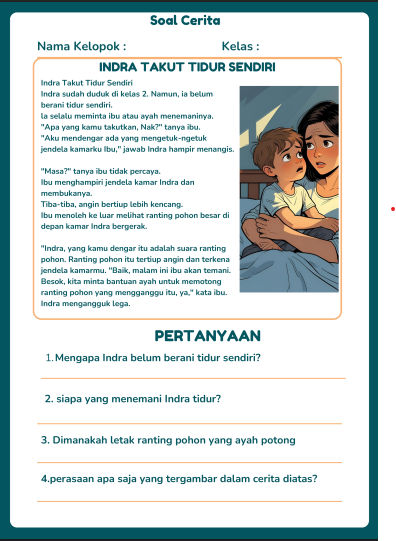 Soal Cerita
Nama Kelopok :
Kelas :
INDRA TAKUT TIDUR SENDIRI
Indra Takut Tidur Sendiri
Indra sudah duduk di kelas 2. Namun, ia belum
berani tidur sendiri.
la selalu meminta ibu atau ayah menemaninya.
"Apa yang kamu takutkan, Nak?" tanya ibu.
"Aku mendengar ada yang mengetuk-ngetuk
jendela kamarku Ibu," jawab Indra hampir menangis.
"Masa?" tanya ibu tidak percaya.
Ibu menghampiri jendela kamar Indra dan
membukanya.
Tiba-tiba, angin bertiup lebih kencang.
Ibu menoleh ke luar melihat ranting pohon besar di
depan kamar Indra bergerak.
"Indra, yang kamu dengar itu adalah suara ranting
pohon. Ranting pohon itu tertiup angin dan terkena
jendela kamarmu. "Baik, malam ini ibu akan temani.
Besok, kita minta bantuan ayah untuk memotong
ranting pohon yang mengganggu itu, ya," kata ibu.
Indra mengangguk lega.
PERTANYAAN
1.Mengapa Indra belum berani tidur sendiri?
2. siapa yang menemani Indra tidur?
3. Dimanakah letak ranting pohon yang ayah potong
4.perasaan apa saja yang tergambar dalam cerita diatas?